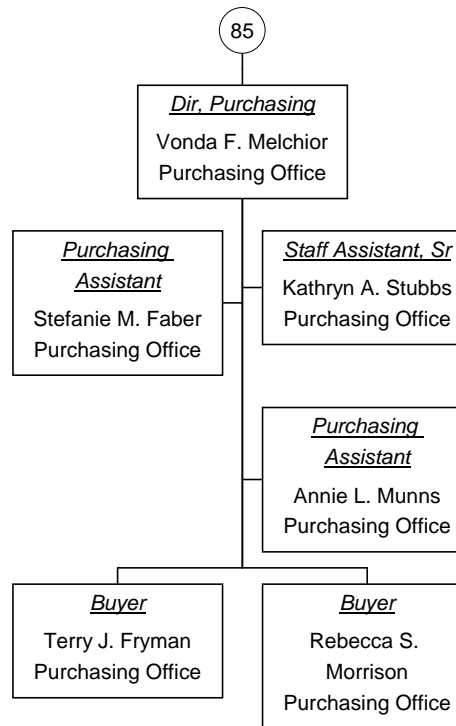 85
Dir, Purchasing
Vonda F. Melchior
Purchasing Office
Purchasing
Assistant
Stefanie M. Faber
Purchasing Office
Staff Assistant, Sr
Kathryn A. Stubbs
Purchasing Office
Purchasing
Assistant
Annie L. Munns
Purchasing Office
Buyer
Terry J. Fryman
Purchasing Office
Buyer
Rebecca S.
Morrison
Purchasing Office